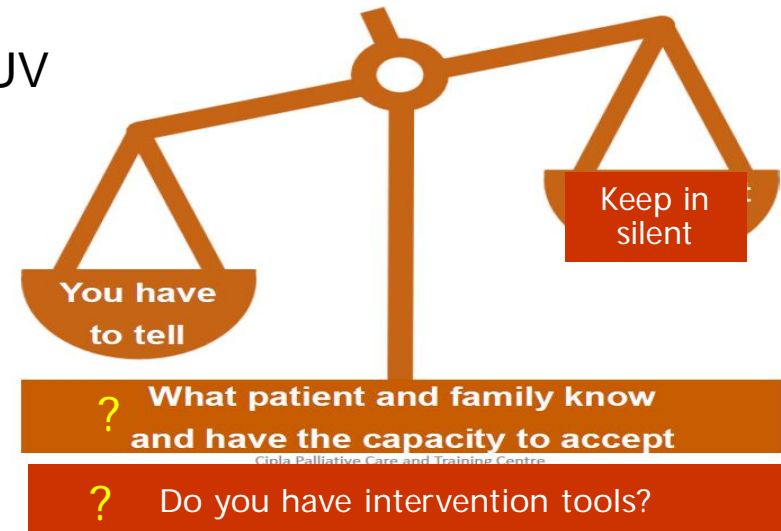 UV
Keep in
silent
You have
to tell
? What patient and family know
and have the capacity to accept
Cipla Palliative Care and Training Centre
? Do you have intervention tools?